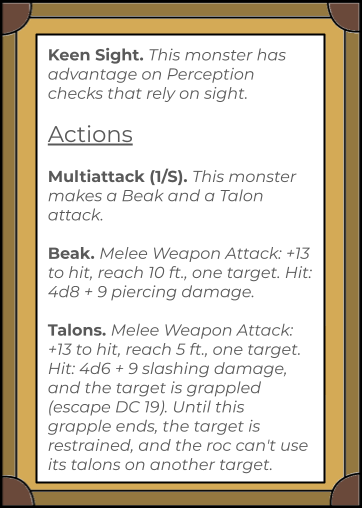 Keen Sight. This monster has
advantage on Perception
checks that rely on sight.
Actions
Multiattack (1/S). This monster
makes a Beak and a Talon
attack.
Beak. Melee Weapon Attack: +13
to hit, reach 10 ft., one target. Hit:
4d8 + 9 piercing damage.
Talons. Melee Weapon Attack:
+13 to hit, reach 5 ft., one target.
Hit: 4d6 + 9 slashing damage,
and the target is grappled
(escape DC 19). Until this
grapple ends, the target is
restrained, and the roc can't use
its talons on another target.